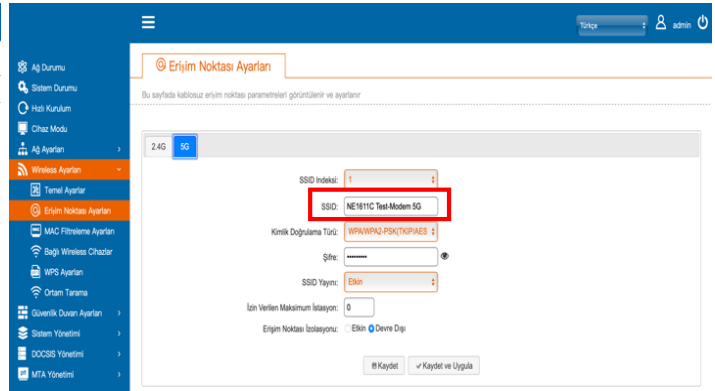 Türkçe
admin
Ağ Durumu
Sistem Durumu
Hızlı Kurulum
Cihaz Modu
Ağ Ayarları
Wireless Ayarları
Temel Ayarlar
Erişim Noktası Ayarları
MAC Filtreleme Ayarları
Bağlı Wireless Cihazlar
WPS Ayarları
Ortam Tarama
Güvenlik Duvarı Ayarları
Sistem Yönetimi
DOCSIS Yönetimi
MTA Yönetimi
Erişim Noktası Ayarları
Bu sayfada kablosuz erişim noktası parametreleri görüntülenir ve ayarlanır
2.4G 5G
SSID İndeksi: 1
SSID: NE1611C Test-Modem 5G
Kimlik Doğrulama Türü: WPA/WPA2-PSK(TKIP/AES
Şifre: ••••••••
SSID Yayını: Etkin
İzin Verilen Maksimum İstasyon: 0
Erişim Noktası İzolasyonu: Etkin Devre Dışı
Kaydet Kaydet ve Uygula